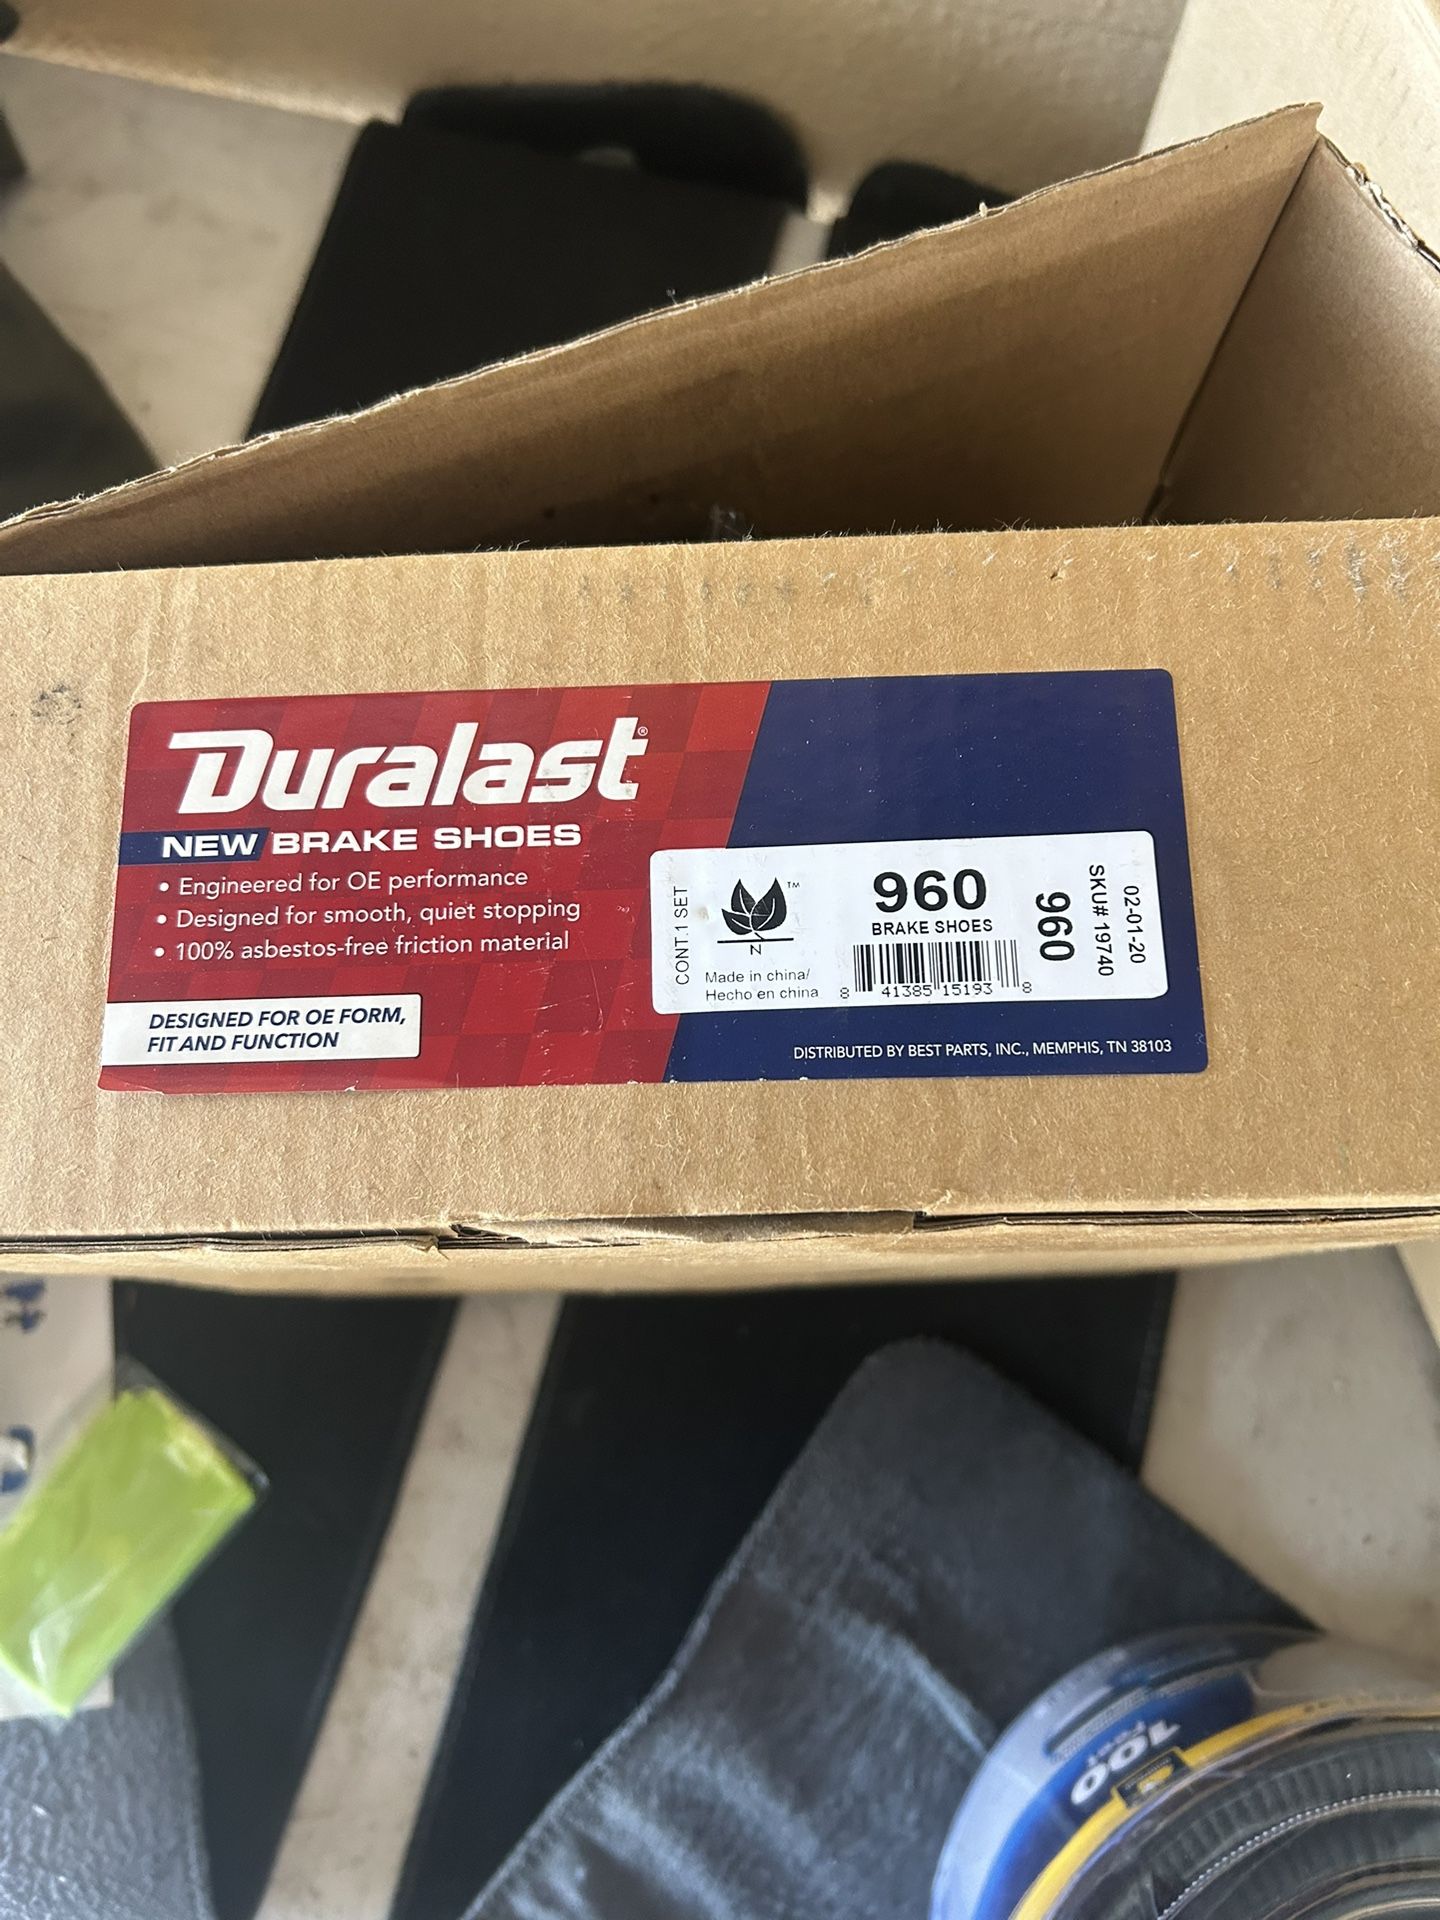 Duralast®
NEW BRAKE SHOES
• Engineered for OE performance
• Designed for smooth, quiet stopping
• 100% asbestos-free friction material
DESIGNED FOR OE FORM,
FIT AND FUNCTION
CONT.1 SET
TM
N
Made in china/
Hecho en china
960
BRAKE SHOES
8 41385 15193 8
960
SKU# 19740
02-01-20
DISTRIBUTED BY BEST PARTS, INC., MEMPHIS, TN 38103
100